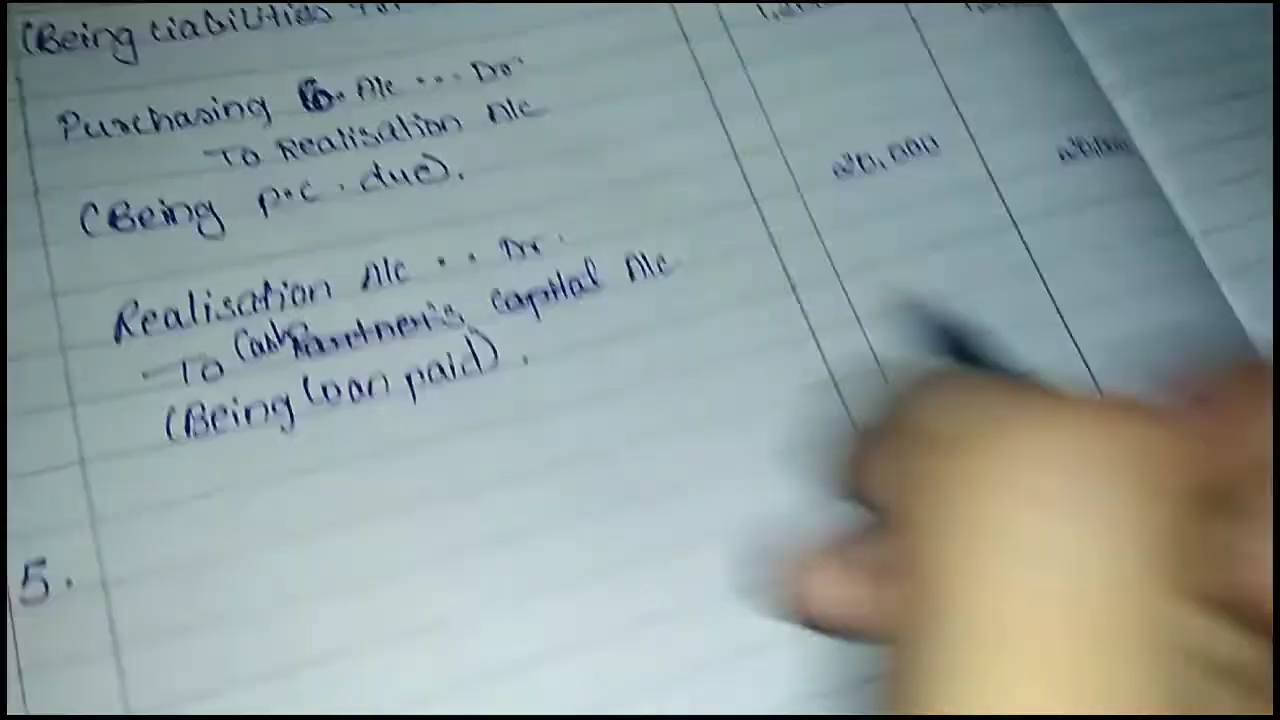 (Being liabilities
Purchasing Co. A/c ... Dr.
To Realisation A/c
(Being p.c. due).
20,000
Realisation A/c .. Dr.
To Cash Partner's capital A/c
(Being loan paid).
5.